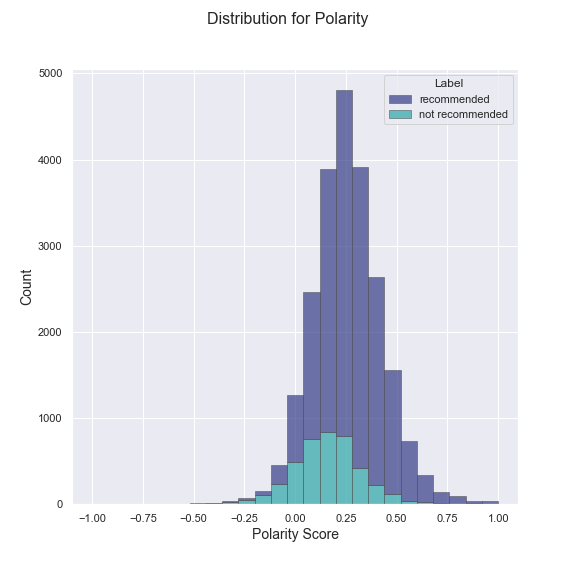 Distribution for Polarity
Label
recommended
not recommended
Count
5000
4000
3000
2000
1000
0
−1.00 −0.75 −0.50 −0.25 0.00 0.25 0.50 0.75 1.00
Polarity Score